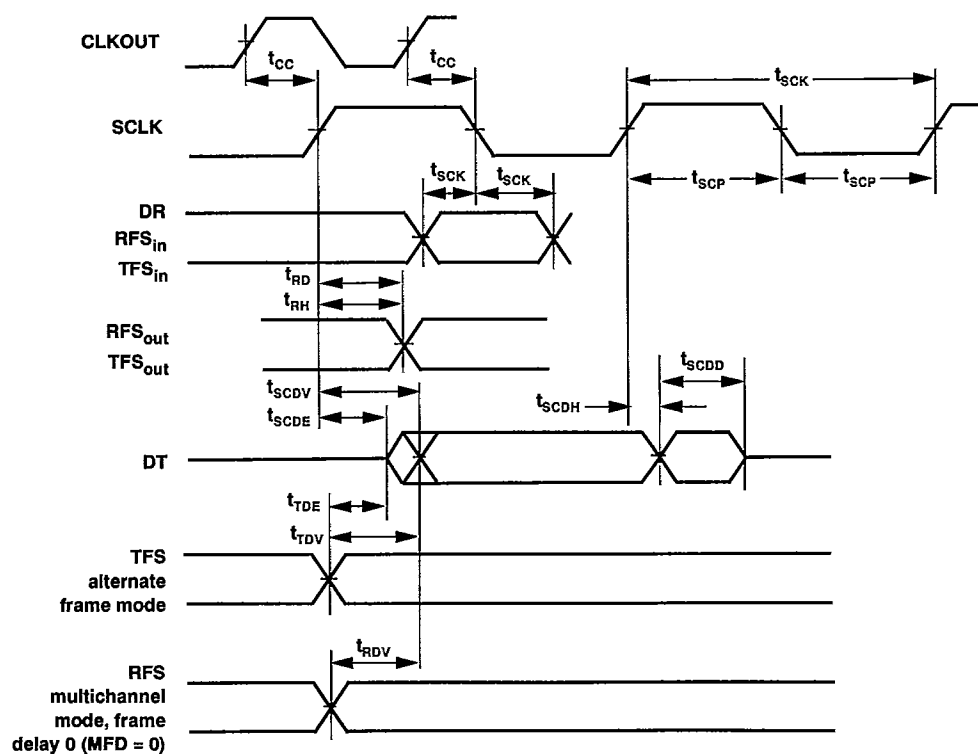 CLKOUT
tCC
tCC
tSCK
SCLK
tSCK
tSCK
tSCP
tSCP
DR
RFSin
TFSin
tRD
tRH
RFSout
TFSout
tSCDD
tSCDV
tSCDH
tSCDE
DT
tTDE
tTDV
TFS
alternate
frame mode
tRDV
RFS
multichannel
mode, frame
delay 0 (MFD = 0)